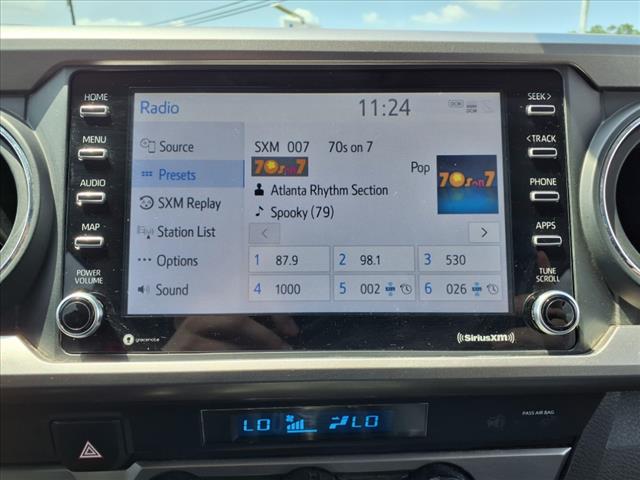 HOME
MENU
AUDIO
MAP
POWER
VOLUME
SEEK>
<TRACK
PHONE
APPS
TUNE
SCROLL
Radio
11:24
DCM
DCM
Source
Presets
SXM Replay
Station List
Options
Sound
SXM 007 70s on 7
70s on 7
Pop
70s on 7
Atlanta Rhythm Section
Spooky (79)
< >
1 87.9 2 98.1 3 530
4 1000 5 002 6 026
gracenote
((SiriusXM))
LO LO
PASS AIR BAG